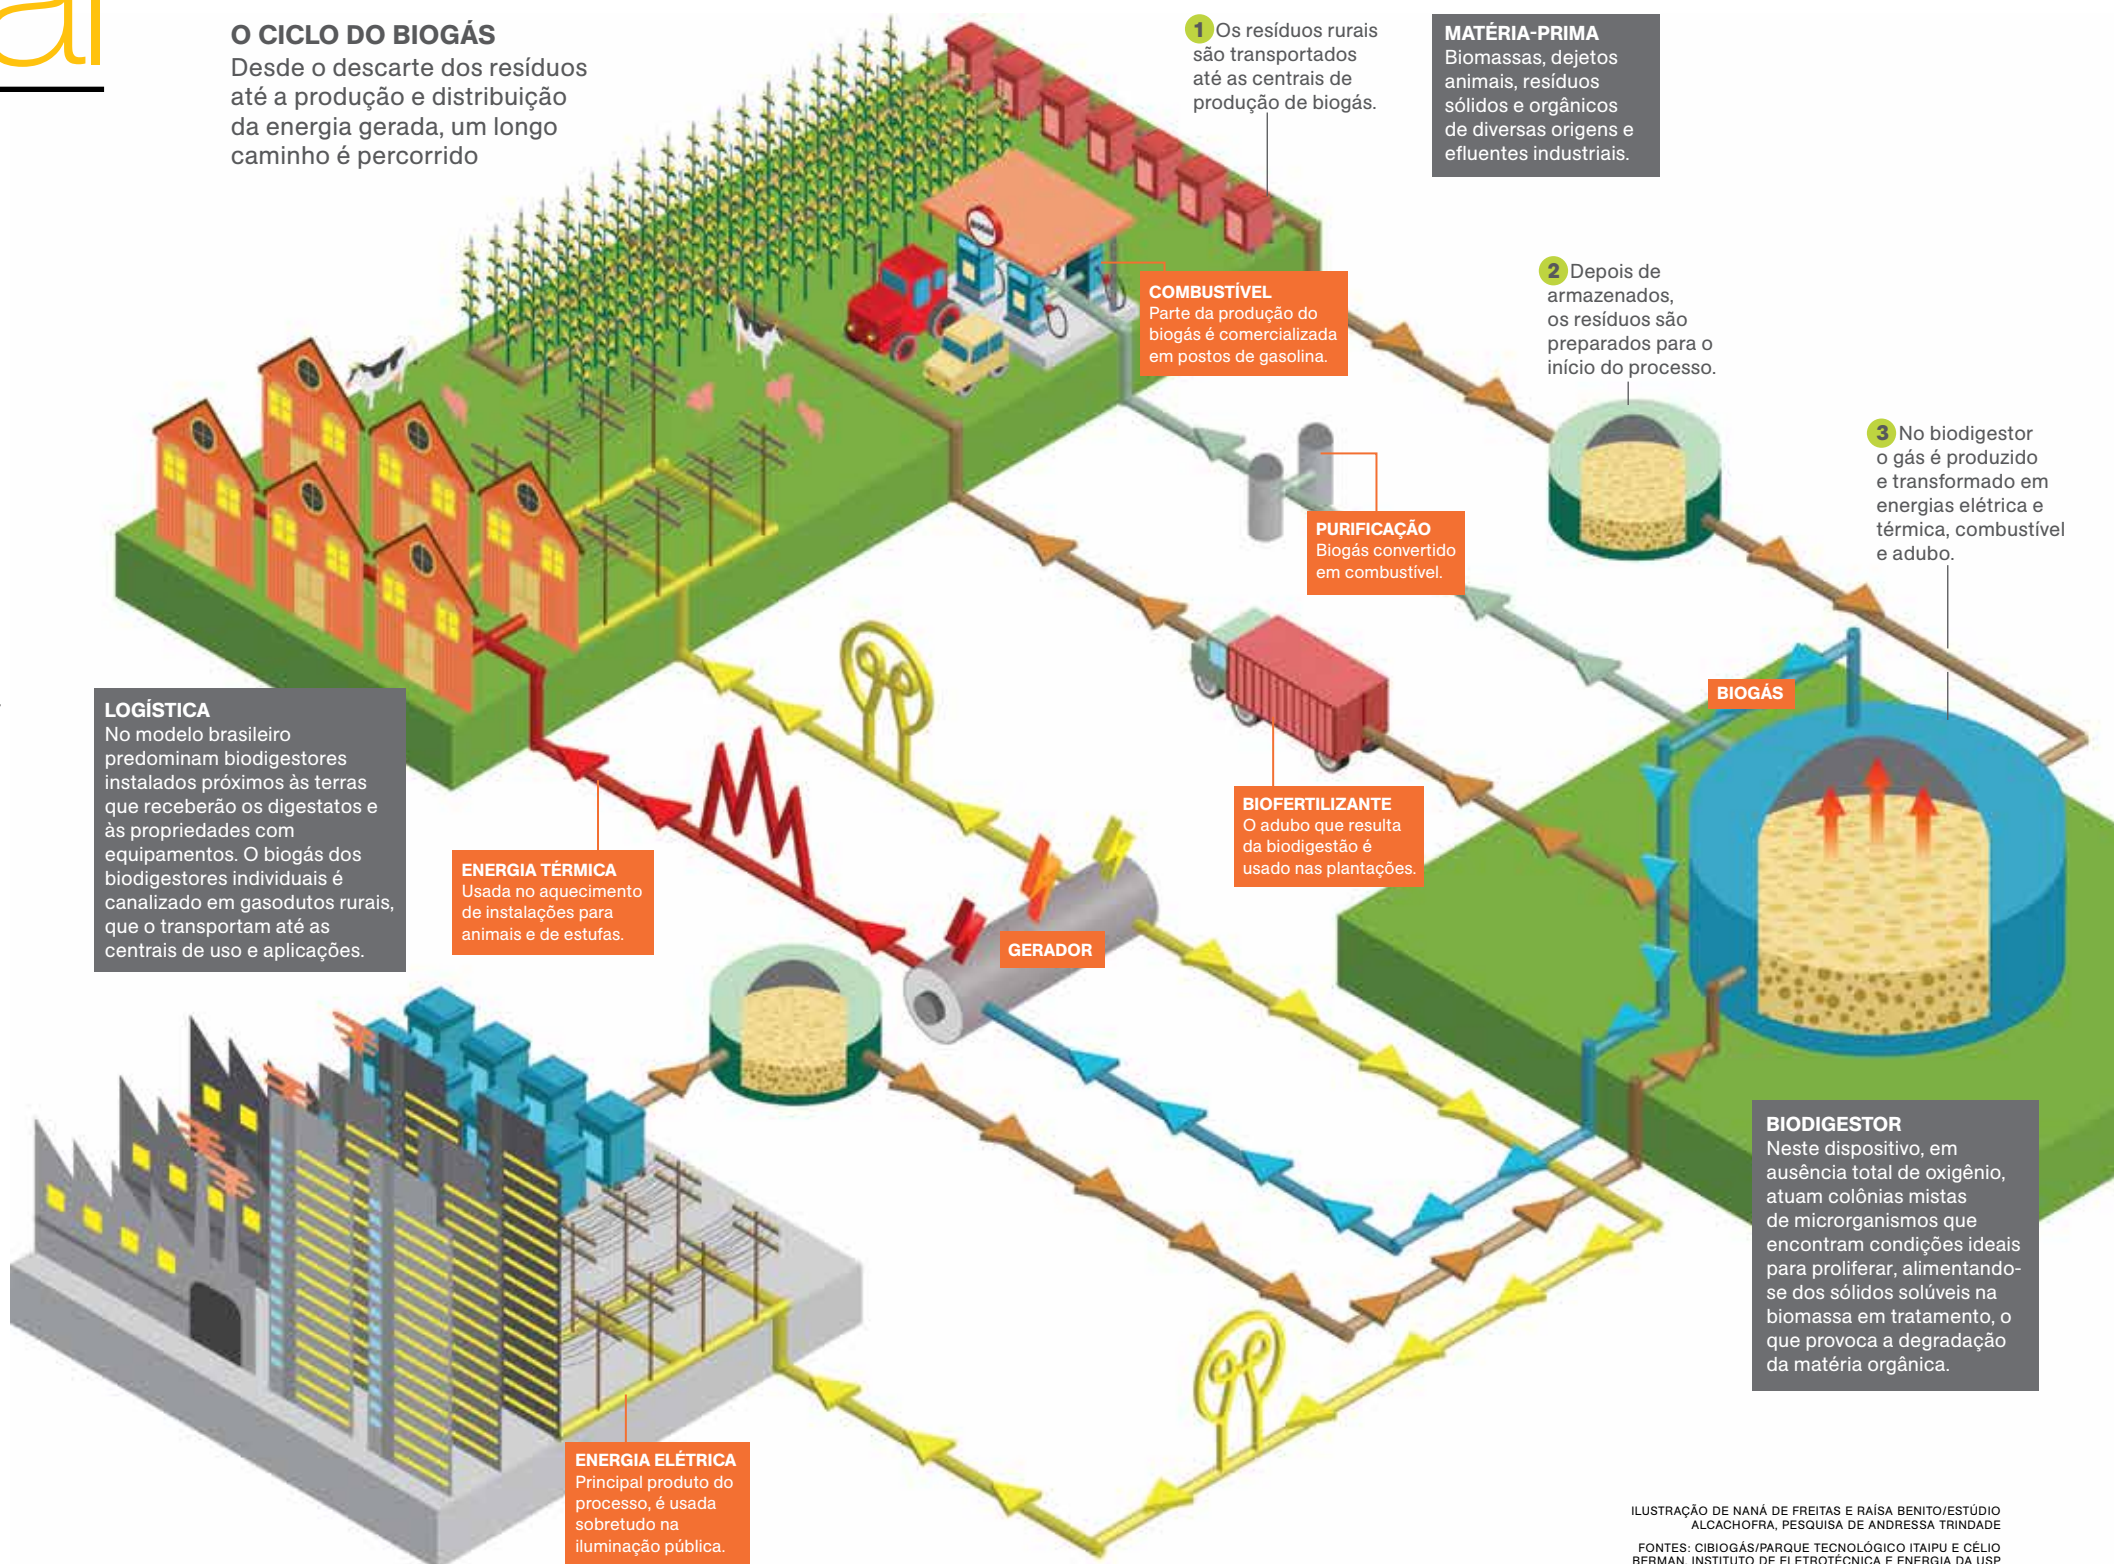 al
O CICLO DO BIOGÁS
Desde o descarte dos resíduos
até a produção e distribuição
da energia gerada, um longo
caminho é percorrido
1 Os resíduos rurais
são transportados
até as centrais de
produção de biogás.
MATÉRIA-PRIMA
Biomassas, dejetos
animais, resíduos
sólidos e orgânicos
de diversas origens e
efluentes industriais.
BIOGÁS
COMBUSTÍVEL
Parte da produção do
biogás é comercializada
em postos de gasolina.
2 Depois de
armazenados,
os resíduos são
preparados para o
início do processo.
3 No biodigestor
o gás é produzido
e transformado em
energias elétrica e
térmica, combustível
e adubo.
PURIFICAÇÃO
Biogás convertido
em combustível.
BIOGÁS
LOGÍSTICA
No modelo brasileiro
predominam biodigestores
instalados próximos às terras
que receberão os digestatos e
às propriedades com
equipamentos. O biogás dos
biodigestores individuais é
canalizado em gasodutos rurais,
que o transportam até as
centrais de uso e aplicações.
BIOFERTILIZANTE
O adubo que resulta
da biodigestão é
usado nas plantações.
ENERGIA TÉRMICA
Usada no aquecimento
de instalações para
animais e de estufas.
GERADOR
BIODIGESTOR
Neste dispositivo, em
ausência total de oxigênio,
atuam colônias mistas
de microrganismos que
encontram condições ideais
para proliferar, alimentando-
se dos sólidos solúveis na
biomassa em tratamento, o
que provoca a degradação
da matéria orgânica.
ENERGIA ELÉTRICA
Principal produto do
processo, é usada
sobretudo na
iluminação pública.
ILUSTRAÇÃO DE NANÁ DE FREITAS E RAÍSA BENITO/ESTÚDIO
ALCACHOFRA, PESQUISA DE ANDRESSA TRINDADE
FONTES: CIBIOGÁS/PARQUE TECNOLÓGICO ITAIPU E CÉLIO
BERMAN, INSTITUTO DE ELETROTÉCNICA E ENERGIA DA USP